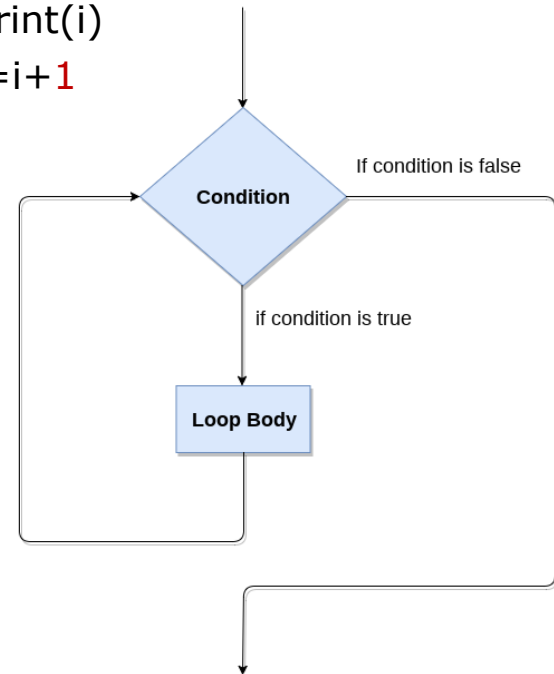 rint(i)
=i+1
If condition is false
Condition
if condition is true
Loop Body